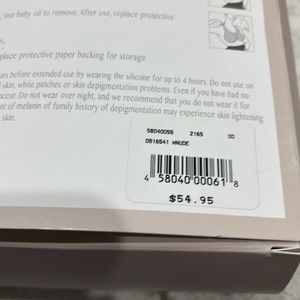 , use baby oil to remove. After use, replace protective
place protective paper backing for storage.
urs before extended use by wearing the silicone for up to 4 hours. Do not use on
skin, white patches or skin depigmentation problems. Even if you have had no
occur. Do not wear over night, and we recommend that you do not wear it for
nt of melanin of family history of depigmentation may experience skin lightening
skin.
58040055 2165 DD
DB16541 HNUDE
4 58040 00061 8
$54.95